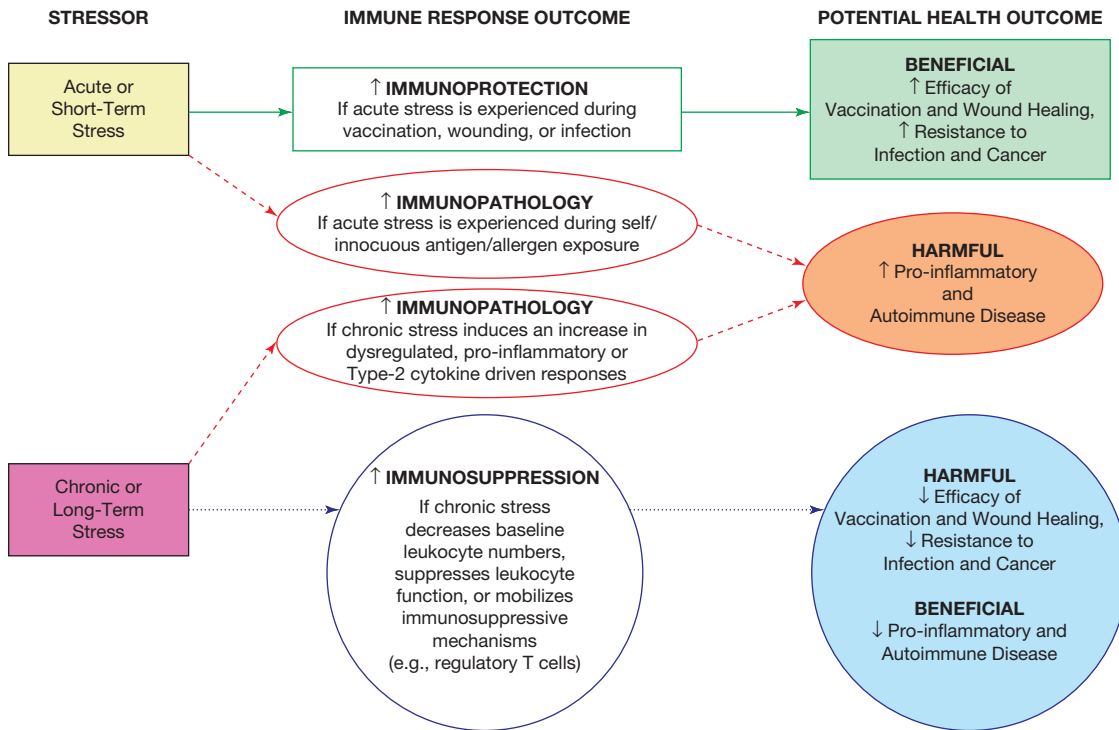 STRESSOR
IMMUNE RESPONSE OUTCOME
POTENTIAL HEALTH OUTCOME
Acute or
Short-Term
Stress
↑ IMMUNOPROTECTION
If acute stress is experienced during
vaccination, wounding, or infection
BENEFICIAL
↑ Efficacy of
Vaccination and Wound Healing,
↑ Resistance to
Infection and Cancer
↑ IMMUNOPATHOLOGY
If acute stress is experienced during self/
innocuous antigen/allergen exposure
HARMFUL
↑ Pro-inflammatory
and
Autoimmune Disease
↑ IMMUNOPATHOLOGY
If chronic stress induces an increase in
dysregulated, pro-inflammatory or
Type-2 cytokine driven responses
Chronic or
Long-Term
Stress
↑ IMMUNOSUPPRESSION
If chronic stress
decreases baseline
leukocyte numbers,
suppresses leukocyte
function, or mobilizes
immunosuppressive
mechanisms
(e.g., regulatory T cells)
HARMFUL
↓ Efficacy of
Vaccination and Wound Healing,
↓ Resistance to
Infection and Cancer
BENEFICIAL
↓ Pro-inflammatory and
Autoimmune Disease